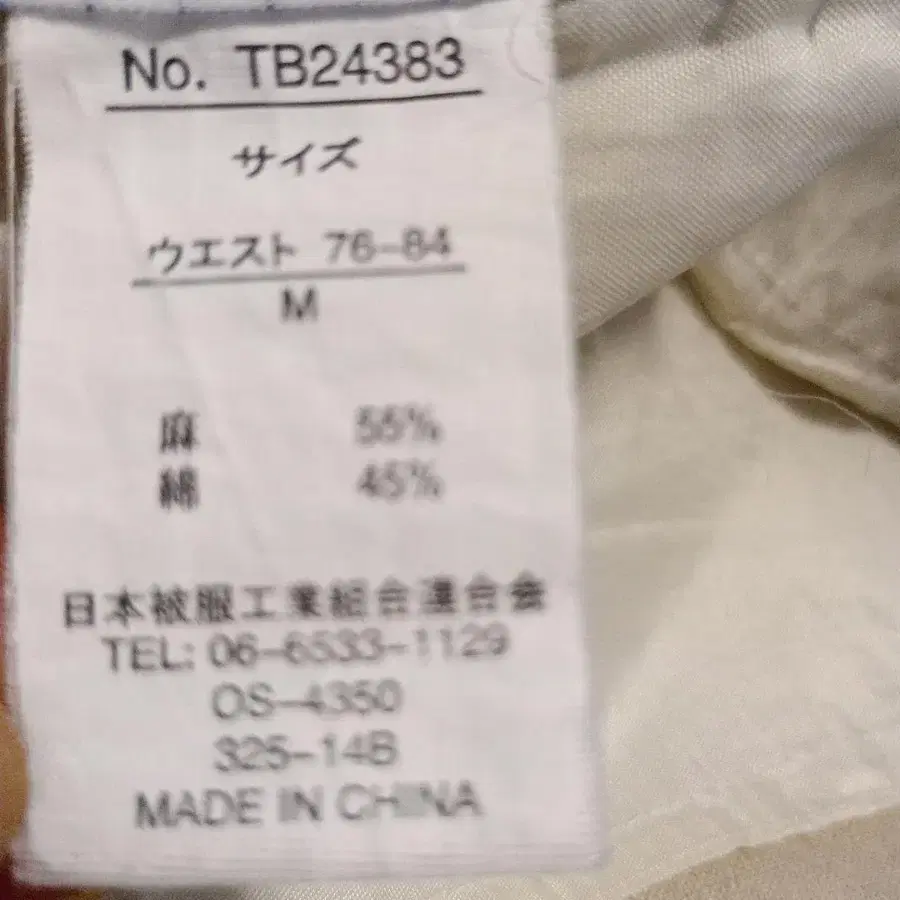 No. TB24383
サイズ
ウエスト 76-84
M
麻 55%
綿 45%
日本被服工業組合連合会
TEL: 06-6533-1129
OS-4350
325-14B
MADE IN CHINA